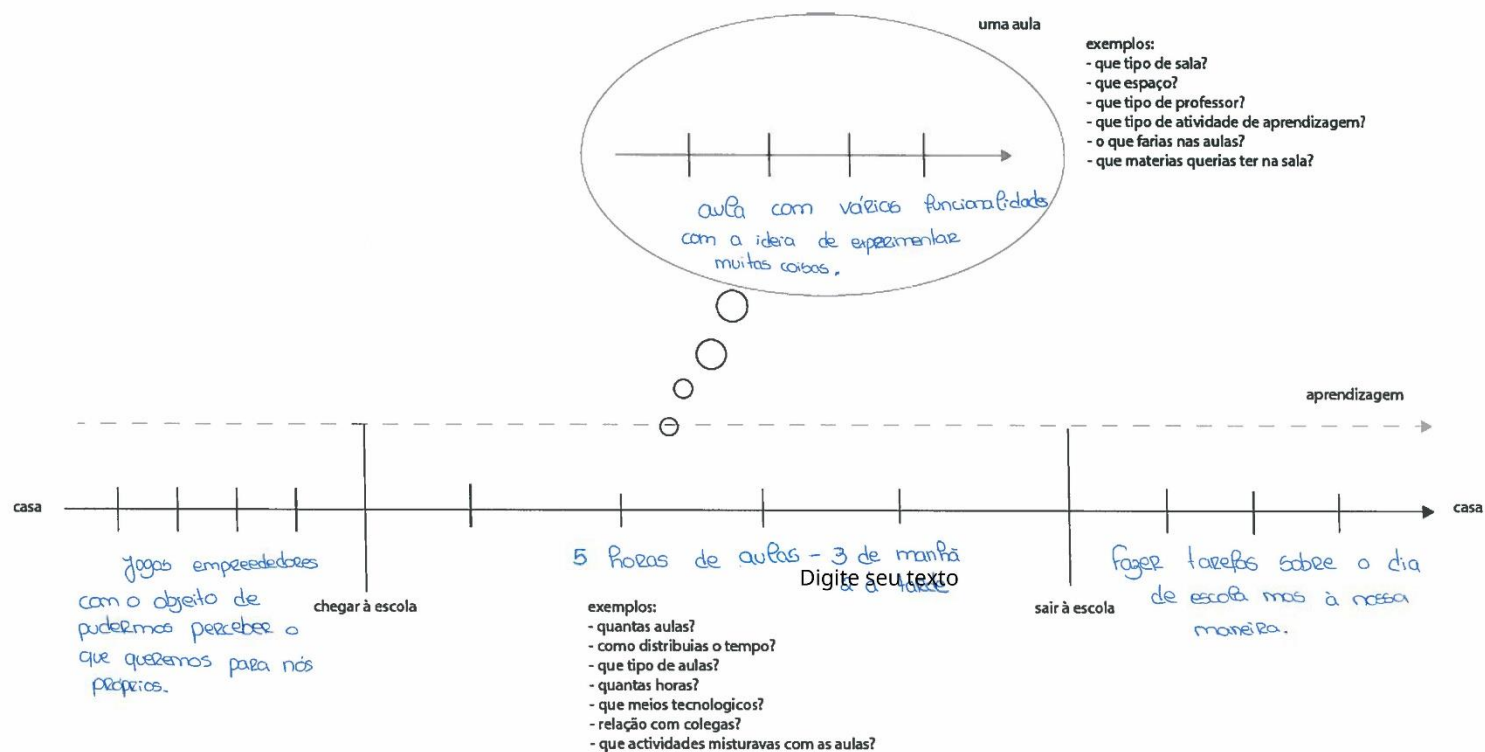 uma aula
exemplos:
- que tipo de sala?
- que espaço?
- que tipo de professor?
- que tipo de atividade de aprendizagem?
- o que farias nas aulas?
- que materias querias ter na sala?
aula com várias funcionalidades
com a ideia de experimentar
muitas coisas.
aprendizagem
casa
casa
Jogos empreededores
com o objeito de
pudermos perceber o
que queremos para nós
próprios.
chegar à escola
5 horas de aulas - 3 de manhã
à tarde
Digite seu texto
exemplos:
- quantas aulas?
- como distribuias o tempo?
- que tipo de aulas?
- quantas horas?
- que meios tecnologicos?
- relação com colegas?
- que actividades misturavas com as aulas?
sair à escola
fazer tarefas sobre o dia
de escola mas à nossa
maneira.